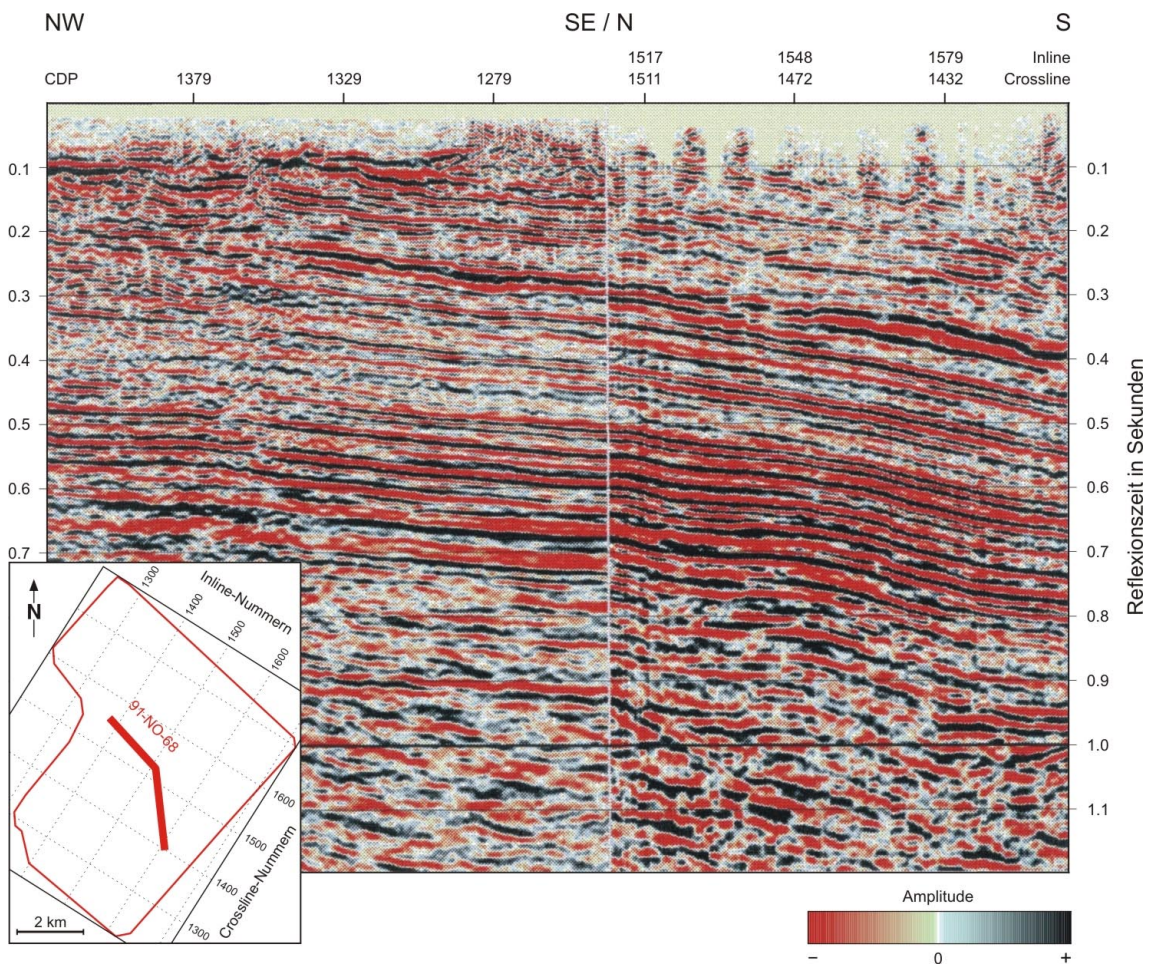 NW SE / N S
1517 1548 1579 Inline
CDP 1379 1329 1279 1511 1472 1432 Crossline
0.1 0.1
0.2 0.2
0.3 0.3
0.4 0.4
0.5 0.5
0.6 0.6
0.7 0.7
0.8
0.9
1.0
1.1
Reflexionszeit in Sekunden
N
Inline-Nummern
1300
1400
1500
1600
91-NO-68
1600
1500
1400
1300
Crossline-Nummern
2 km
Amplitude
– 0 +